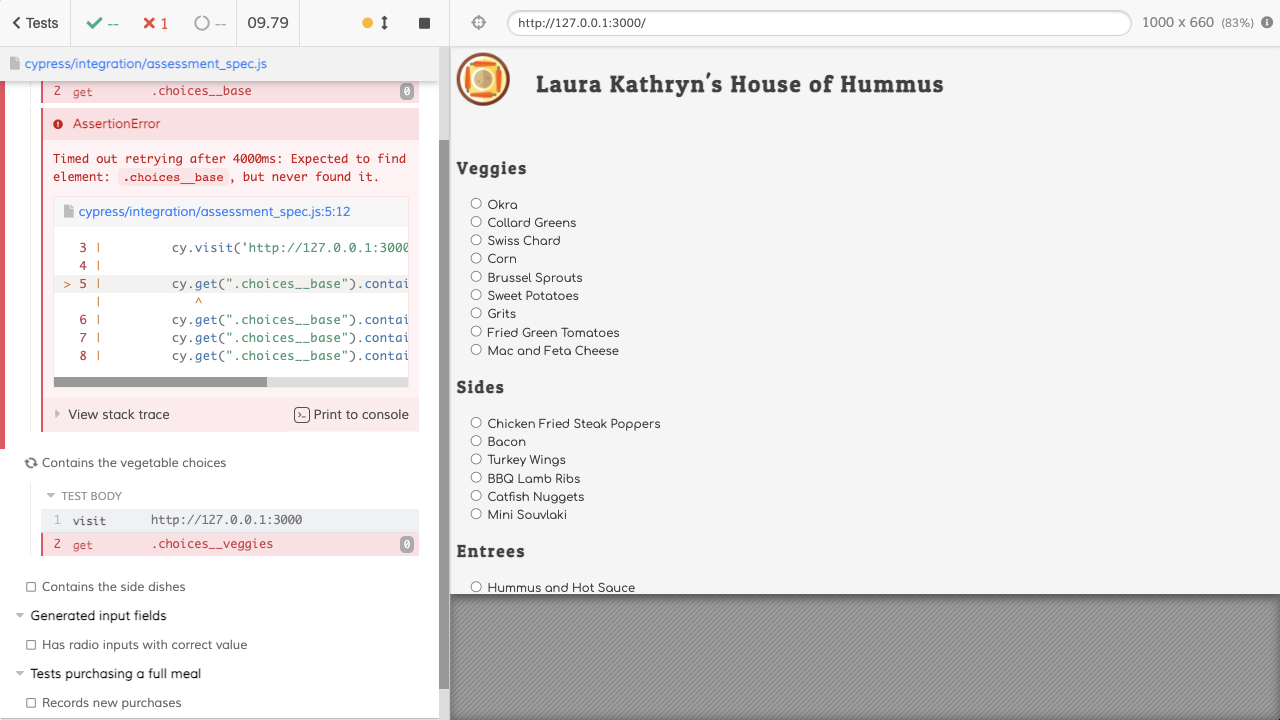 Tests
--
1
--
09.79
http://127.0.0.1:3000/
1000 x 660 (83%)
cypress/integration/assessment_spec.js
2 get .choices__base 0
AssertionError
Timed out retrying after 4000ms: Expected to find
element: .choices__base, but never found it.
cypress/integration/assessment_spec.js:5:12
3 | cy.visit('http://127.0.0.1:3000
4 |
> 5 | cy.get(".choices__base").contai
| ^
6 | cy.get(".choices__base").contai
7 | cy.get(".choices__base").contai
8 | cy.get(".choices__base").contai
View stack trace
Print to console
Contains the vegetable choices
TEST BODY
1 visit http://127.0.0.1:3000
2 get .choices__veggies 0
Contains the side dishes
Generated input fields
Has radio inputs with correct value
Tests purchasing a full meal
Records new purchases
Laura Kathryn's House of Hummus
Veggies
Okra
Collard Greens
Swiss Chard
Corn
Brussel Sprouts
Sweet Potatoes
Grits
Fried Green Tomatoes
Mac and Feta Cheese
Sides
Chicken Fried Steak Poppers
Bacon
Turkey Wings
BBQ Lamb Ribs
Catfish Nuggets
Mini Souvlaki
Entrees
Hummus and Hot Sauce